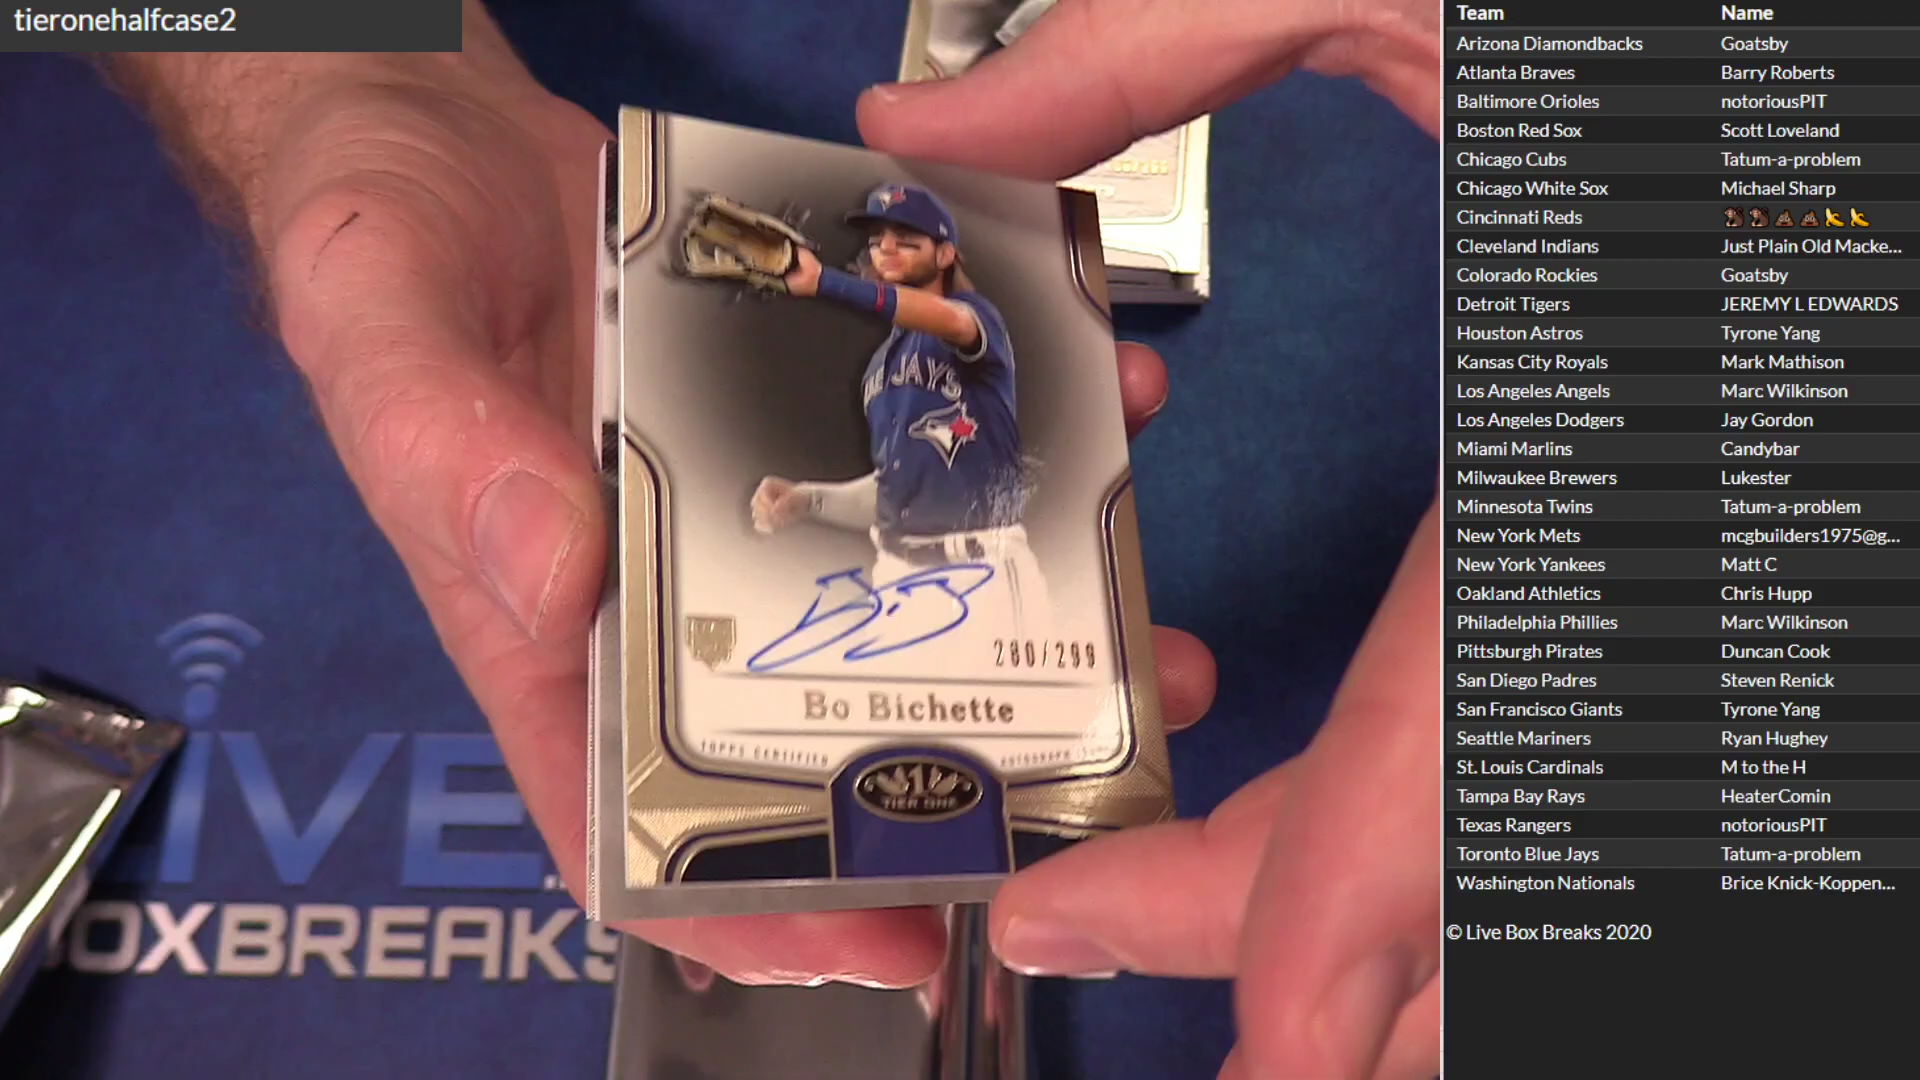 tieronehalfcase2
JAYS
280/299
Bo Bichette
TOPPS CERTIFIED AUTOGRAPH ISSUE
1
TIER ONE
LIVE
BOXBREAKS
Team Name
Arizona Diamondbacks Goatsby
Atlanta Braves Barry Roberts
Baltimore Orioles notoriousPIT
Boston Red Sox Scott Loveland
Chicago Cubs Tatum-a-problem
Chicago White Sox Michael Sharp
Cincinnati Reds 🐿️🐿️💩💩🍌🍌
Cleveland Indians Just Plain Old Macke...
Colorado Rockies Goatsby
Detroit Tigers JEREMY L EDWARDS
Houston Astros Tyrone Yang
Kansas City Royals Mark Mathison
Los Angeles Angels Marc Wilkinson
Los Angeles Dodgers Jay Gordon
Miami Marlins Candybar
Milwaukee Brewers Lukester
Minnesota Twins Tatum-a-problem
New York Mets mcgbuilders1975@g...
New York Yankees Matt C
Oakland Athletics Chris Hupp
Philadelphia Phillies Marc Wilkinson
Pittsburgh Pirates Duncan Cook
San Diego Padres Steven Renick
San Francisco Giants Tyrone Yang
Seattle Mariners Ryan Hughey
St. Louis Cardinals M to the H
Tampa Bay Rays HeaterComin
Texas Rangers notoriousPIT
Toronto Blue Jays Tatum-a-problem
Washington Nationals Brice Knick-Koppen...
© Live Box Breaks 2020